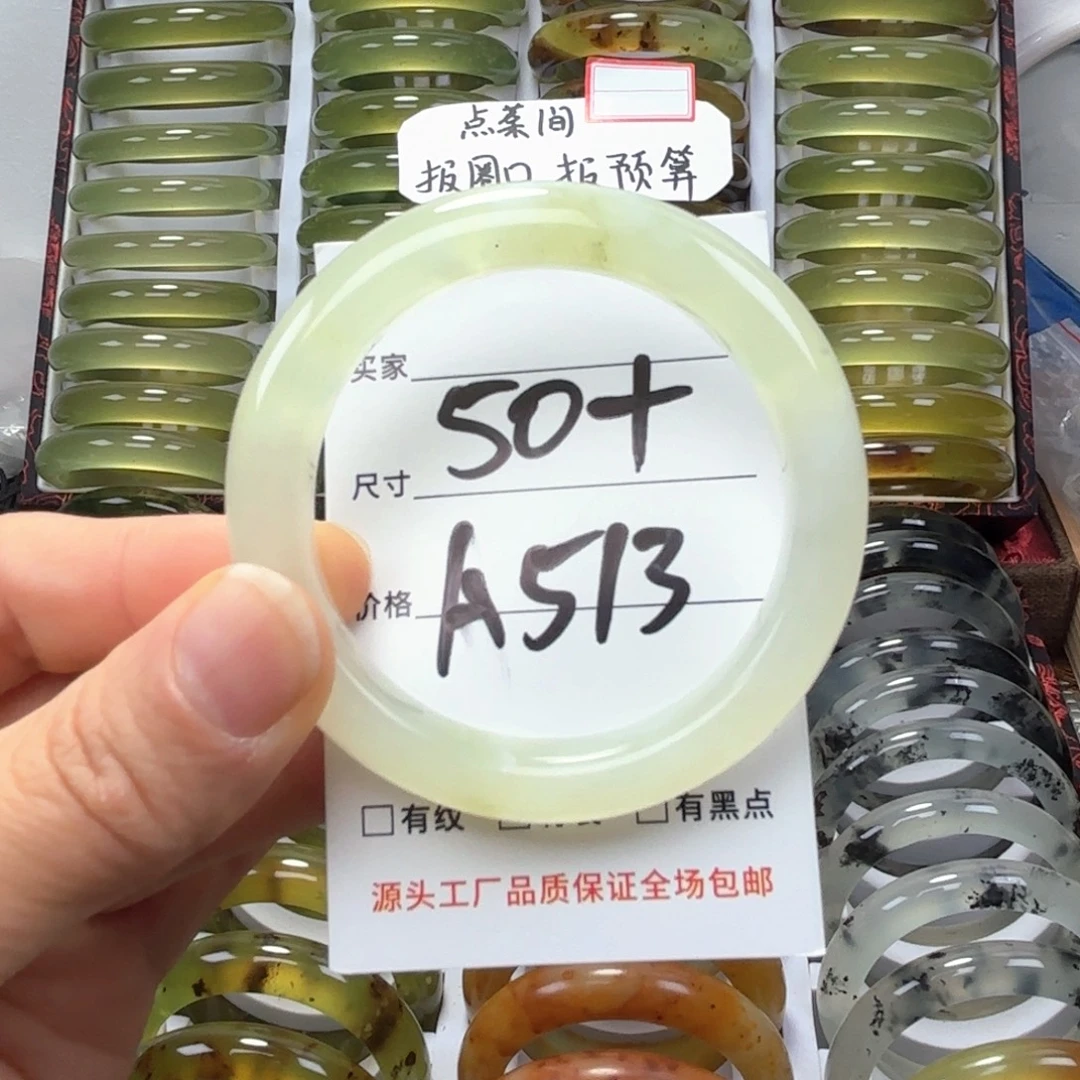 点菜间
报圈口 报预算
买家
50+
尺寸
A513
价格
有纹
有黑点
源头工厂品质保证全场包邮